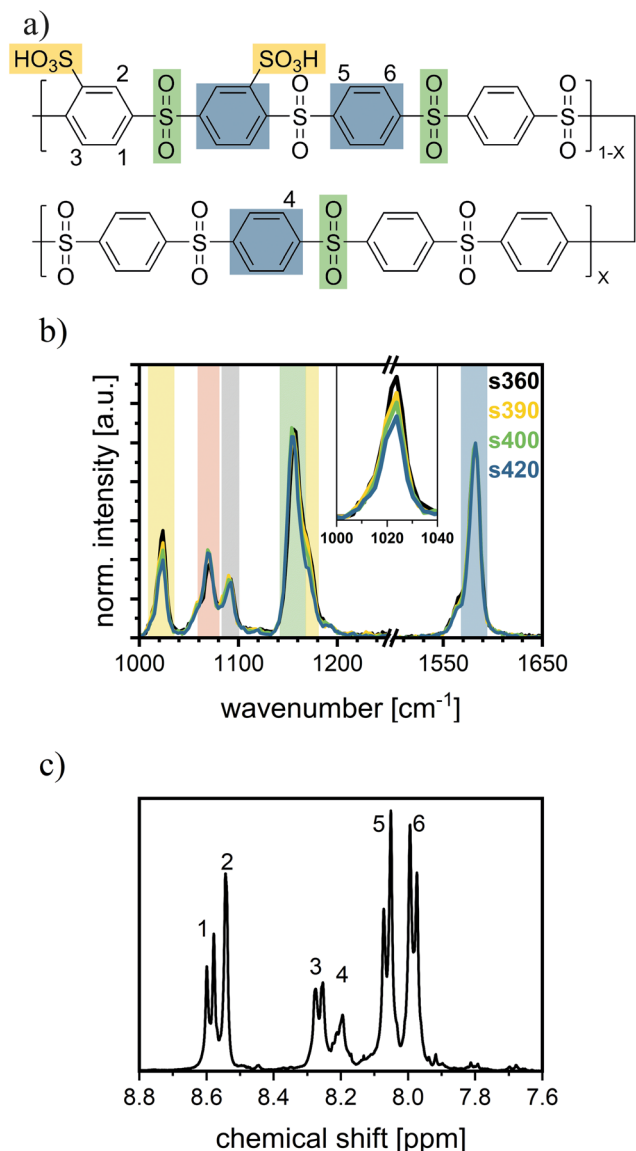 a)
HO3S 2 O O SO3H O O 5 6 O O O O
S S S S
3 1 O O O O O O O O 1-X
O O O O 4 O O O O
S S S S
O O O O O O O O X
b)
s360
s390
s400
s420
1000 1020 1040
norm. intensity [a.u.]
1000 1100 1200 1550 1650
wavenumber [cm-1]
c)
1 2 3 4 5 6
8.8 8.6 8.4 8.2 8.0 7.8 7.6
chemical shift [ppm]